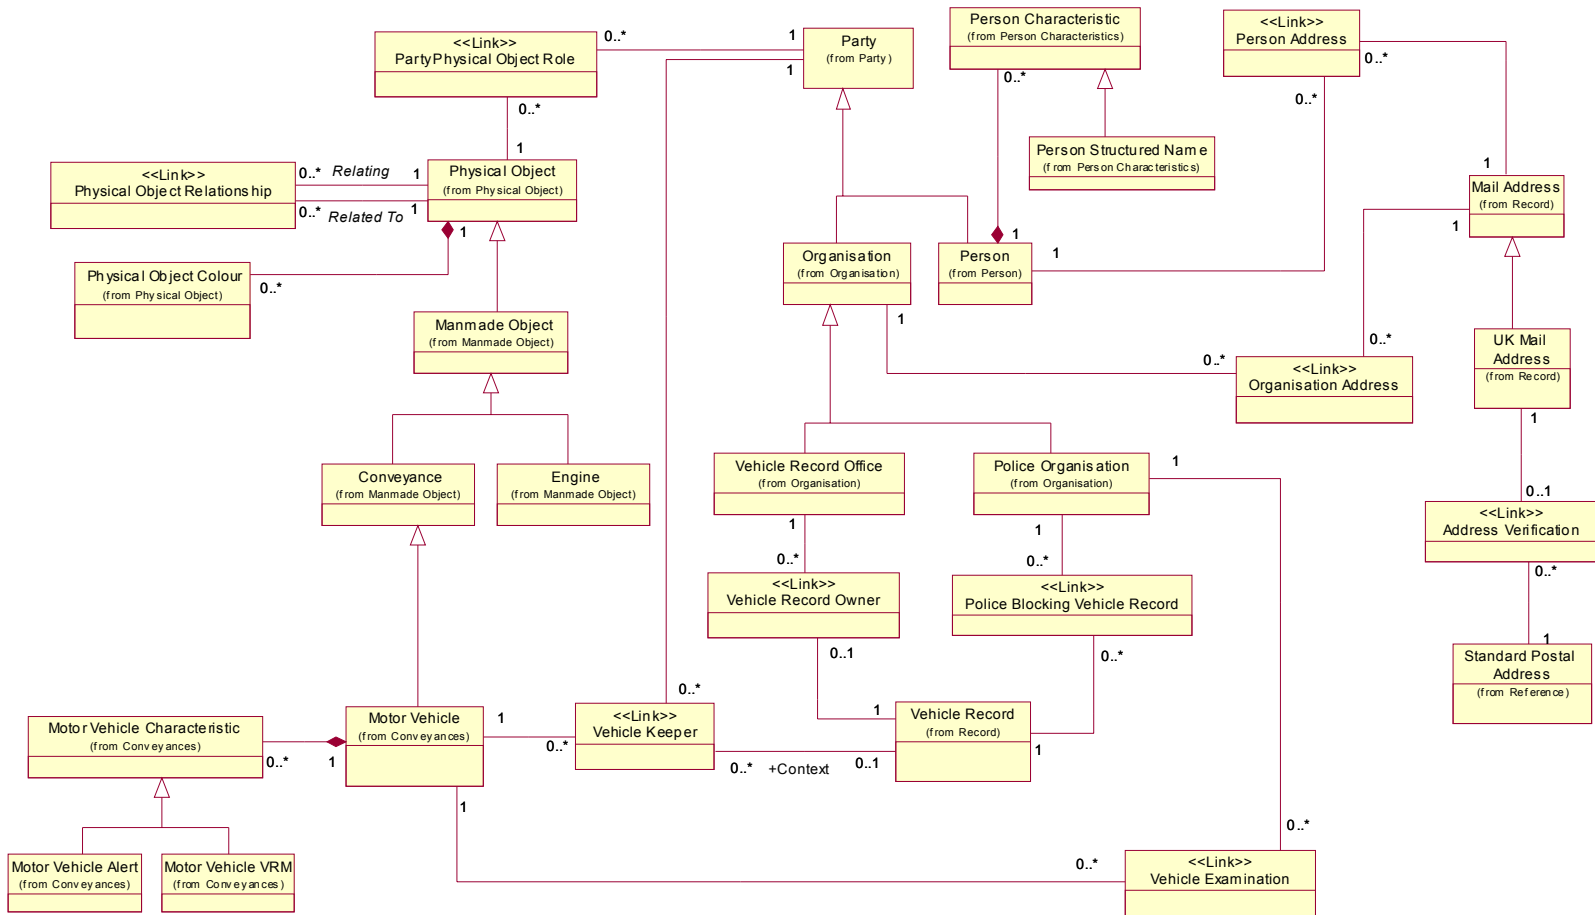 <<Link>>
PartyPhysical Object Role
0..*
1
Party
(from Party)
1
0..*
Person Characteristic
(from Person Characteristics)
0..*
<<Link>>
Person Address
0..*
0..*
Person Structured Name
(from Person Characteristics)
<<Link>>
Physical Object Relationship
0..*
Relating
1
0..*
Related To
1
1
Physical Object
(from Physical Object)
1
1
Mail Address
(from Record)
1
Physical Object Colour
(from Physical Object)
0..*
Organisation
(from Organisation)
1
1
Person
(from Person)
1
Manmade Object
(from Manmade Object)
0..*
0..*
<<Link>>
Organisation Address
UK Mail
Address
(from Record)
1
Conveyance
(from Manmade Object)
Engine
(from Manmade Object)
Vehicle Record Office
(from Organisation)
1
Police Organisation
(from Organisation)
1
1
0..1
<<Link>>
Address Verification
0..*
0..*
<<Link>>
Vehicle Record Owner
0..1
0..*
<<Link>>
Police Blocking Vehicle Record
0..*
1
Standard Postal
Address
(from Reference)
Motor Vehicle Characteristic
(from Conveyances)
0..*
1
Motor Vehicle
(from Conveyances)
1
1
0..*
0..*
<<Link>>
Vehicle Keeper
0..*
+Context
0..1
1
Vehicle Record
(from Record)
1
Motor Vehicle Alert
(from Conveyances)
Motor Vehicle VRM
(from Conveyances)
0..*
0..*
<<Link>>
Vehicle Examination